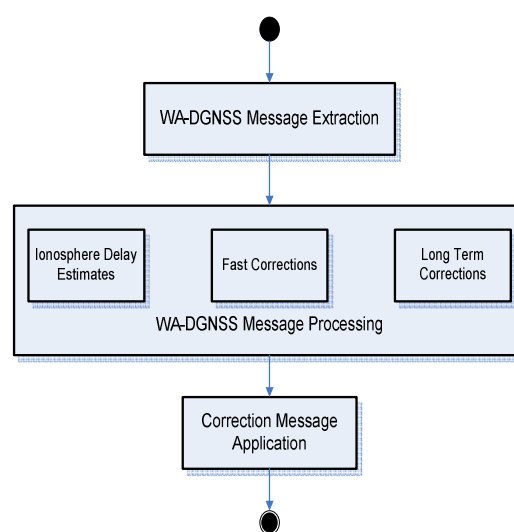 WA-DGNSS Message Extraction
Ionosphere Delay
Estimates
Fast Corrections
Long Term
Corrections
WA-DGNSS Message Processing
Correction Message
Application